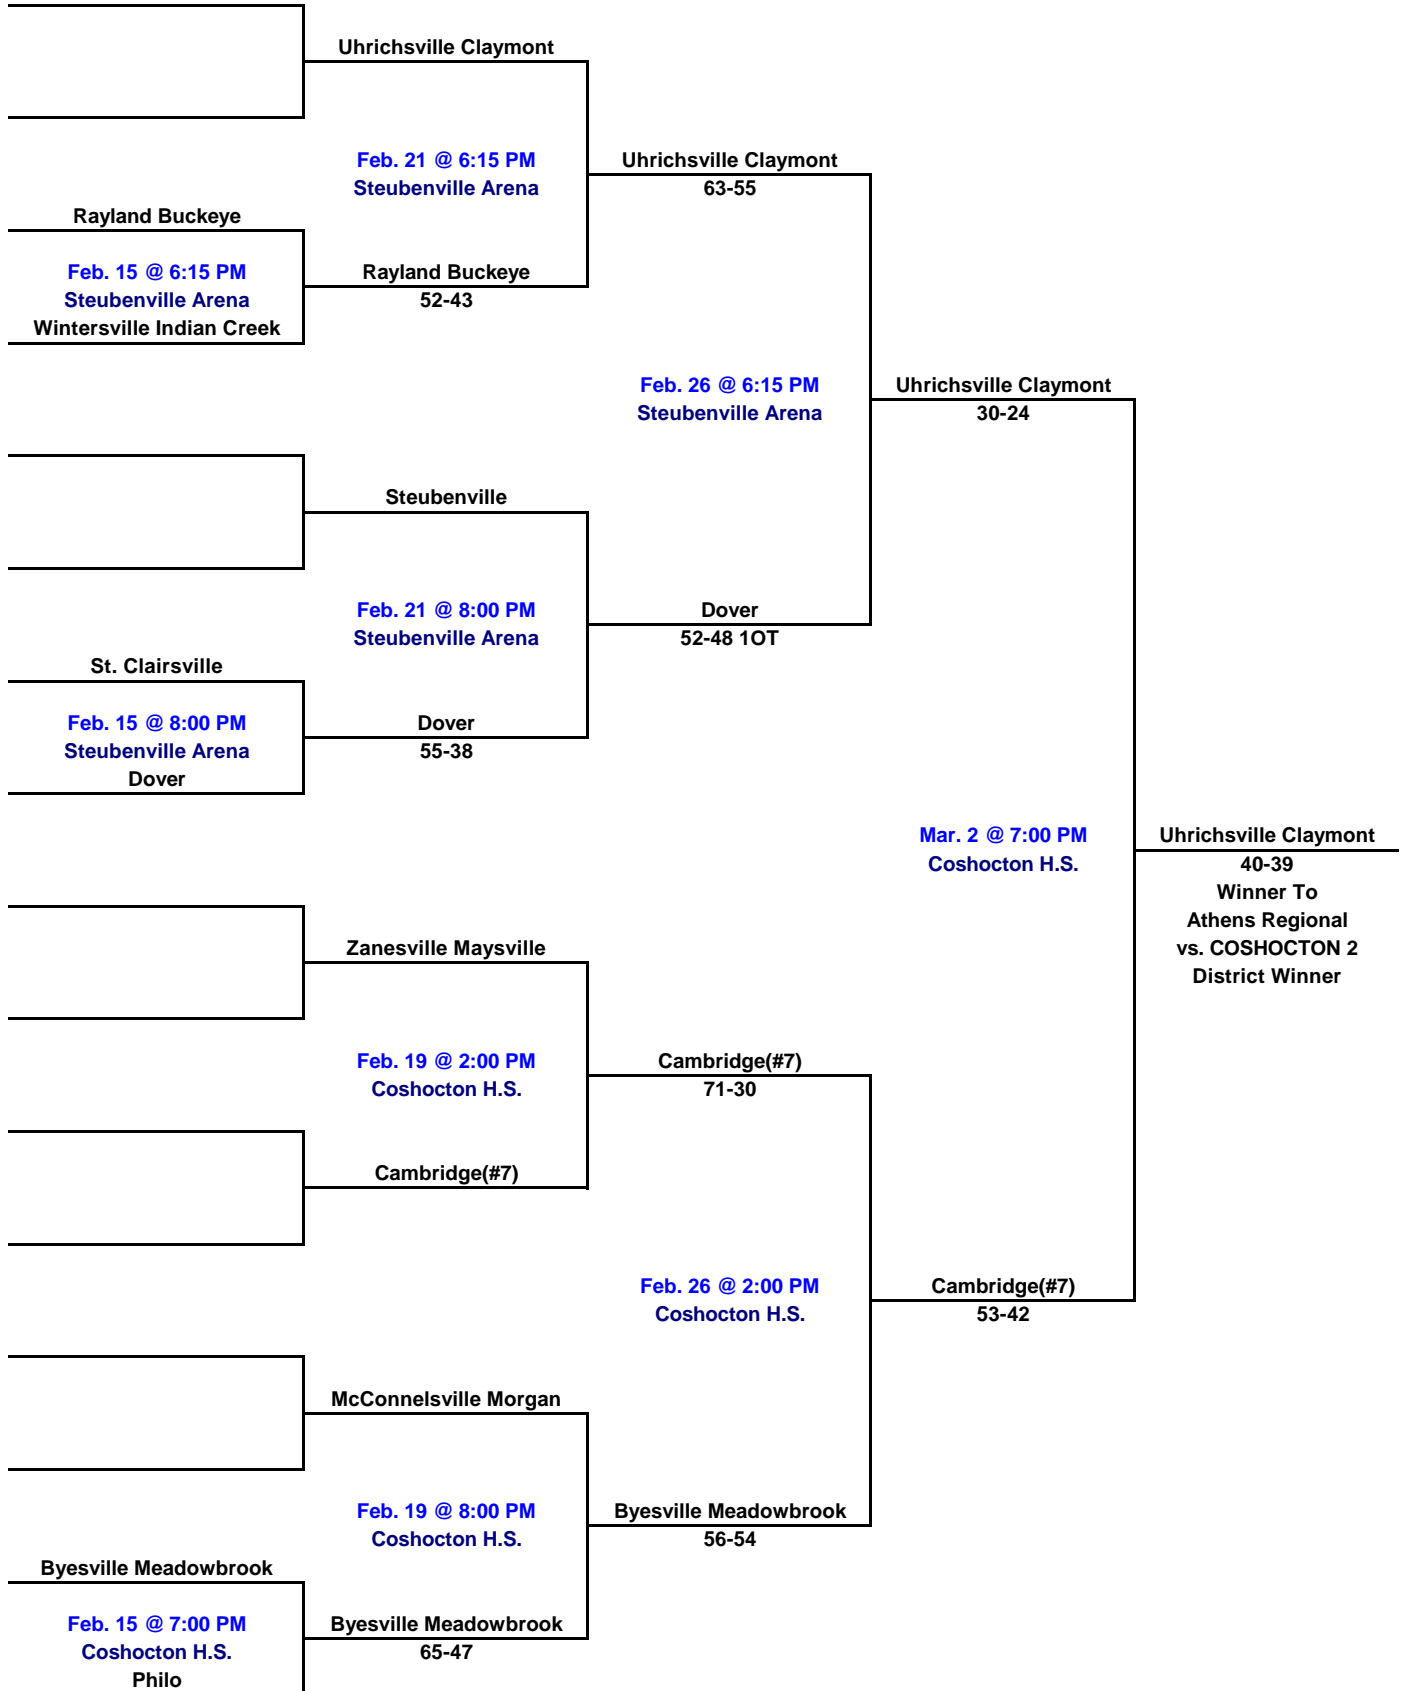 Uhrichsville Claymont
Feb. 21 @ 6:15 PM
Steubenville Arena
Uhrichsville Claymont
63-55
Rayland Buckeye
Feb. 15 @ 6:15 PM
Steubenville Arena
Wintersville Indian Creek
Rayland Buckeye
52-43
Feb. 26 @ 6:15 PM
Steubenville Arena
Uhrichsville Claymont
30-24
Steubenville
Feb. 21 @ 8:00 PM
Steubenville Arena
Dover
52-48 1OT
St. Clairsville
Feb. 15 @ 8:00 PM
Steubenville Arena
Dover
Dover
55-38
Mar. 2 @ 7:00 PM
Coshocton H.S.
Uhrichsville Claymont
40-39
Winner To
Athens Regional
vs. COSHOCTON 2
District Winner
Zanesville Maysville
Feb. 19 @ 2:00 PM
Coshocton H.S.
Cambridge(#7)
71-30
Cambridge(#7)
Feb. 26 @ 2:00 PM
Coshocton H.S.
Cambridge(#7)
53-42
McConnelsville Morgan
Feb. 19 @ 8:00 PM
Coshocton H.S.
Byesville Meadowbrook
56-54
Byesville Meadowbrook
Feb. 15 @ 7:00 PM
Coshocton H.S.
Philo
Byesville Meadowbrook
65-47